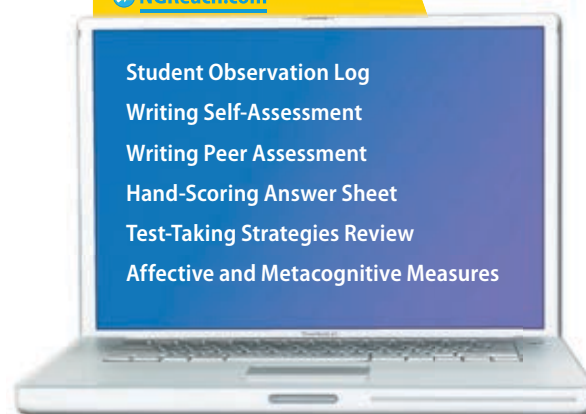 NGReach.com
Student Observation Log
Writing Self-Assessment
Writing Peer Assessment
Hand-Scoring Answer Sheet
Test-Taking Strategies Review
Affective and Metacognitive Measures